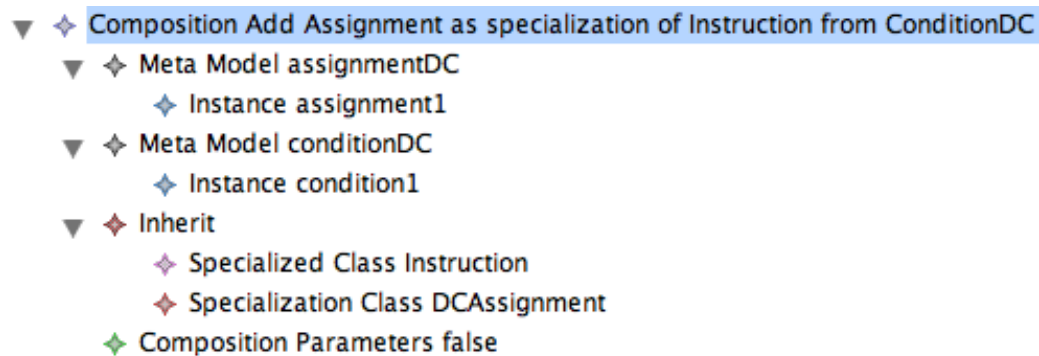 Composition Add Assignment as specialization of Instruction from ConditionDC
Meta Model assignmentDC
Instance assignment1
Meta Model conditionDC
Instance condition1
Inherit
Specialized Class Instruction
Specialization Class DCAssignment
Composition Parameters false